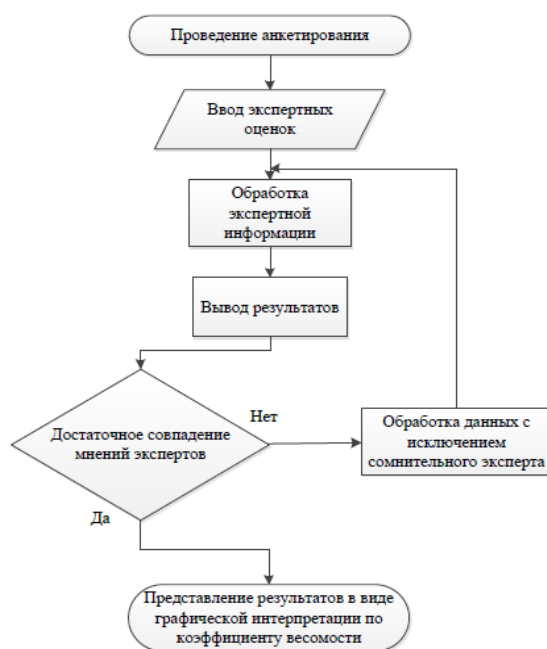 Проведение анкетирования
Ввод экспертных
оценок
Обработка
экспертной
информации
Вывод результатов
Достаточное совпадение
мнений экспертов
Нет
Обработка данных с
исключением
сомнительного эксперта
Да
Представление результатов в виде
графической интерпретации по
коэффициенту весомости